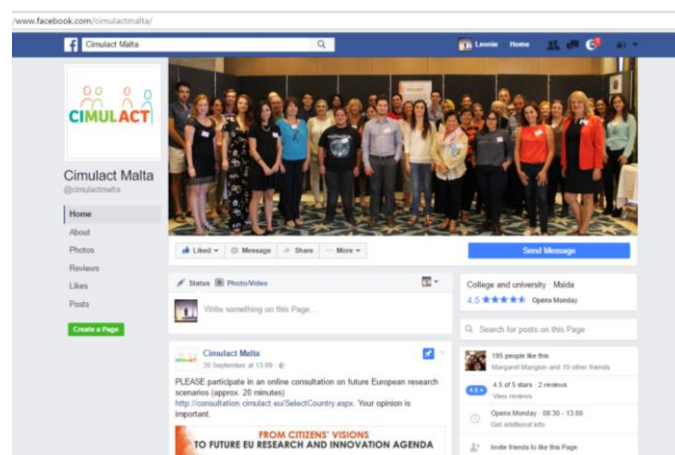 /www.facebook.com/cimulactmalta/
Cimulact Malta
Leonie Home
CIMULACT
Cimulact Malta
@cimulactmalta
Home
About
Photos
Reviews
Likes
Posts
Create a Page
Liked Message Share More
Send Message
Status Photo/Video
Write something on this Page...
Cimulact Malta
20 September at 13:09
PLEASE participate in an online consultation on future European research
scenarios (approx. 20 minutes)
http://consultation.cimulact.eu/SelectCountry.aspx. Your opinion is
important.
FROM CITIZENS' VISIONS
TO FUTURE EU RESEARCH AND INNOVATION AGENDA
College and university · Msida
4.5 Opens Monday
Search for posts on this Page
195 people like this
Margaret Mangion and 19 other friends
4.5 of 5 stars · 2 reviews
View reviews
Opens Monday · 08:30 - 13:00
Get additional info
Invite friends to like this Page